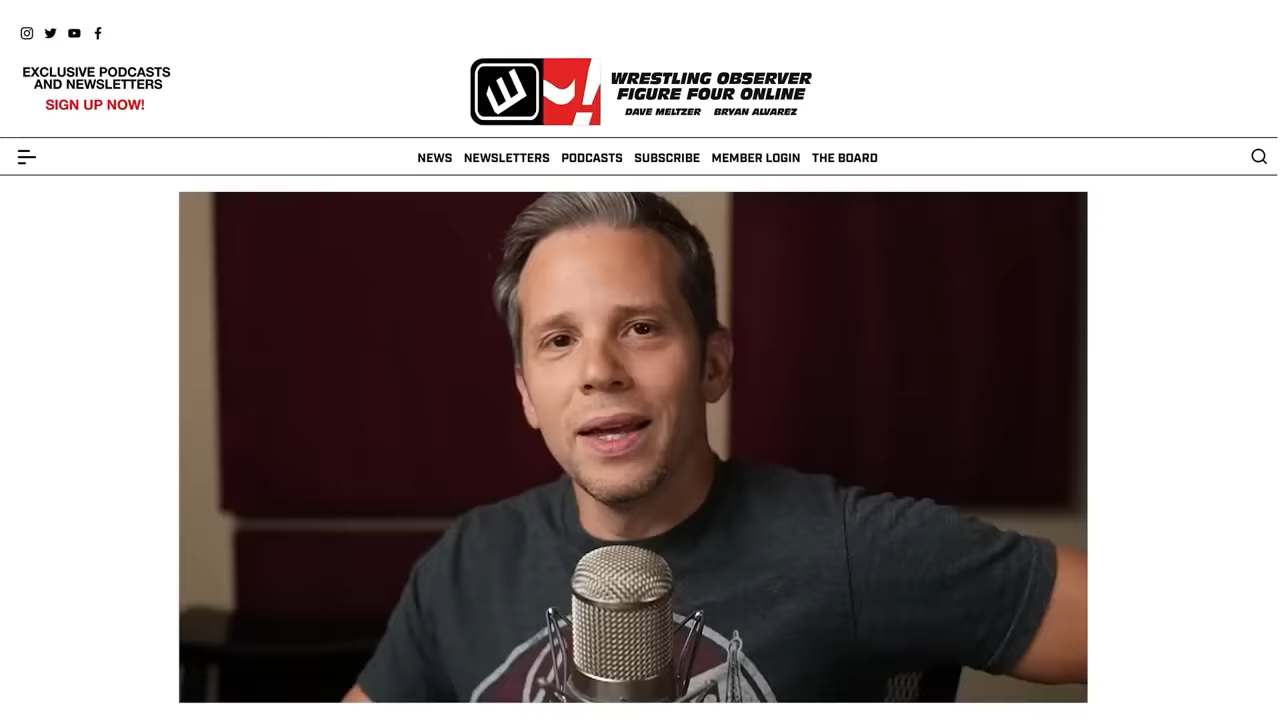 EXCLUSIVE PODCASTS
AND NEWSLETTERS
SIGN UP NOW!
WRESTLING OBSERVER
FIGURE FOUR ONLINE
DAVE MELTZER BRYAN ALVAREZ
NEWS NEWSLETTERS PODCASTS SUBSCRIBE MEMBER LOGIN THE BOARD